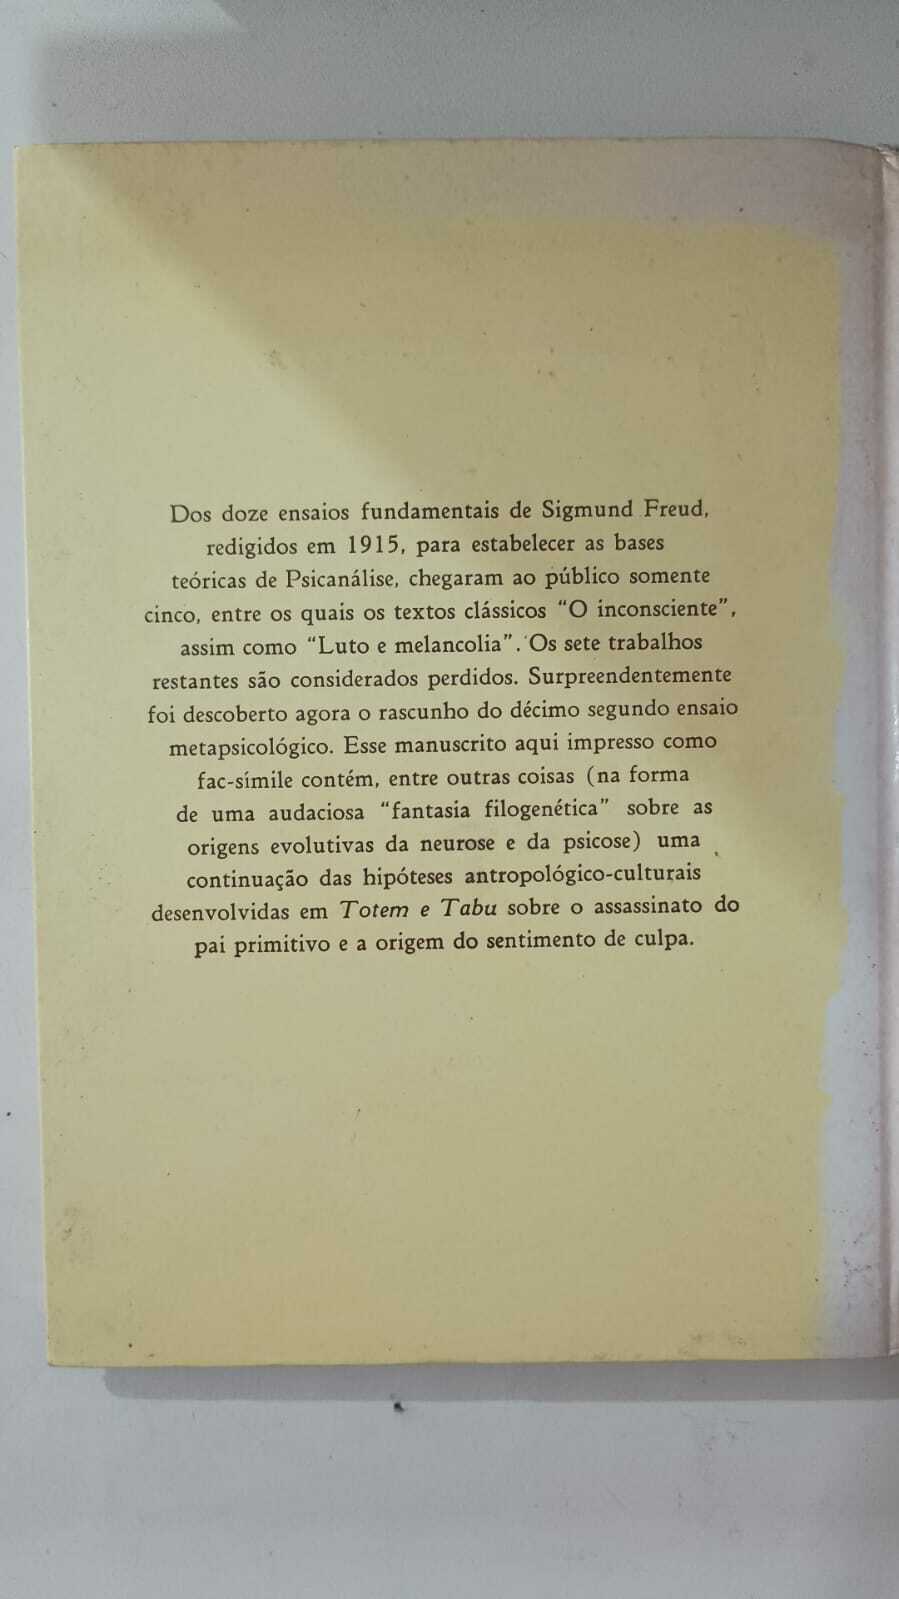 Dos doze ensaios fundamentais de Sigmund Freud,
redigidos em 1915, para estabelecer as bases
teóricas de Psicanálise, chegaram ao público somente
cinco, entre os quais os textos clássicos "O inconsciente",
assim como "Luto e melancolia". Os sete trabalhos
restantes são considerados perdidos. Surpreendentemente
foi descoberto agora o rascunho do décimo segundo ensaio
metapsicológico. Esse manuscrito aqui impresso como
fac-símile contém, entre outras coisas (na forma
de uma audaciosa "fantasia filogenética" sobre as
origens evolutivas da neurose e da psicose) uma
continuação das hipóteses antropológico-culturais
desenvolvidas em Totem e Tabu sobre o assassinato do
pai primitivo e a origem do sentimento de culpa.